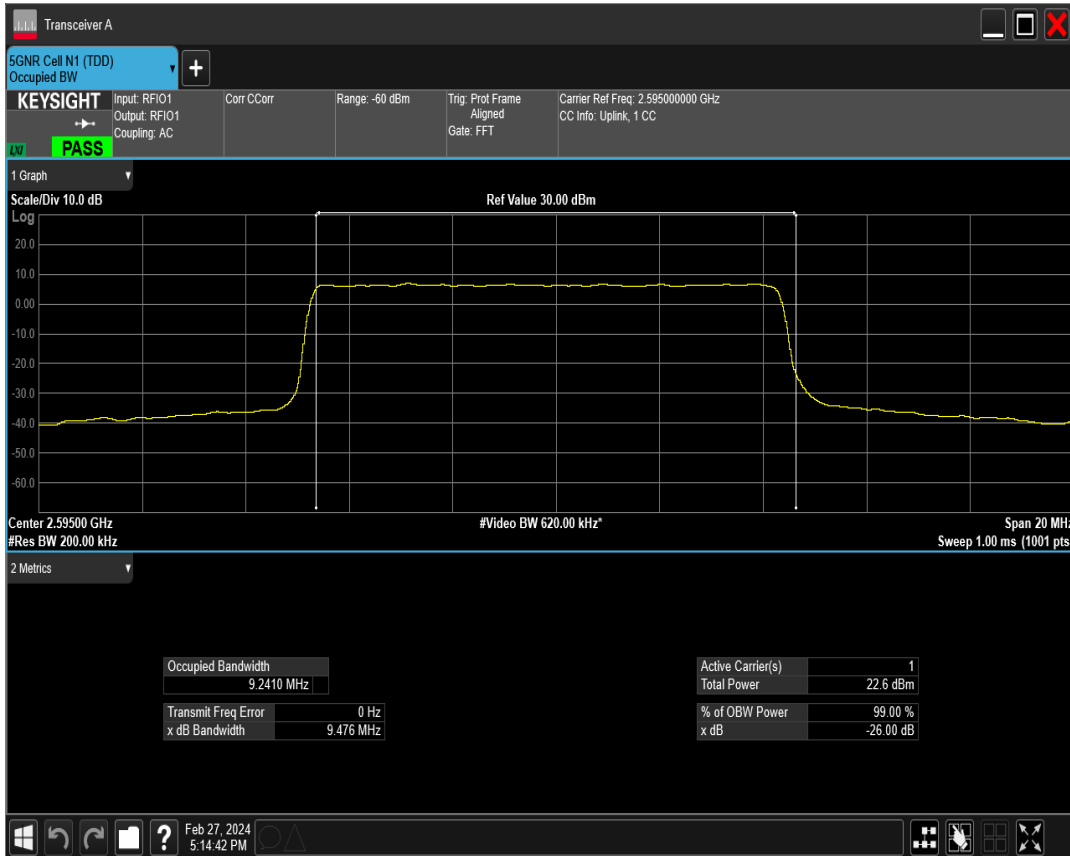 Transceiver A
5GNR Cell N1 (TDD)
Occupied BW
+
KEYSIGHT
LXI
PASS
Input: RFIO1
Output: RFIO1
Coupling: AC
Corr CCorr
Range: -60 dBm
Trig: Prot Frame
Aligned
Gate: FFT
Carrier Ref Freq: 2.595000000 GHz
CC Info: Uplink, 1 CC
1 Graph
Scale/Div 10.0 dB
Ref Value 30.00 dBm
Log
20.0
10.0
0.00
-10.0
-20.0
-30.0
-40.0
-50.0
-60.0
Center 2.59500 GHz
#Video BW 620.00 kHz*
Span 20 MHz
#Res BW 200.00 kHz
Sweep 1.00 ms (1001 pts
2 Metrics
Occupied Bandwidth
9.2410 MHz
Transmit Freq Error 0 Hz
x dB Bandwidth 9.476 MHz
Active Carrier(s) 1
Total Power 22.6 dBm
% of OBW Power 99.00 %
x dB -26.00 dB
?
Feb 27, 2024
5:14:42 PM